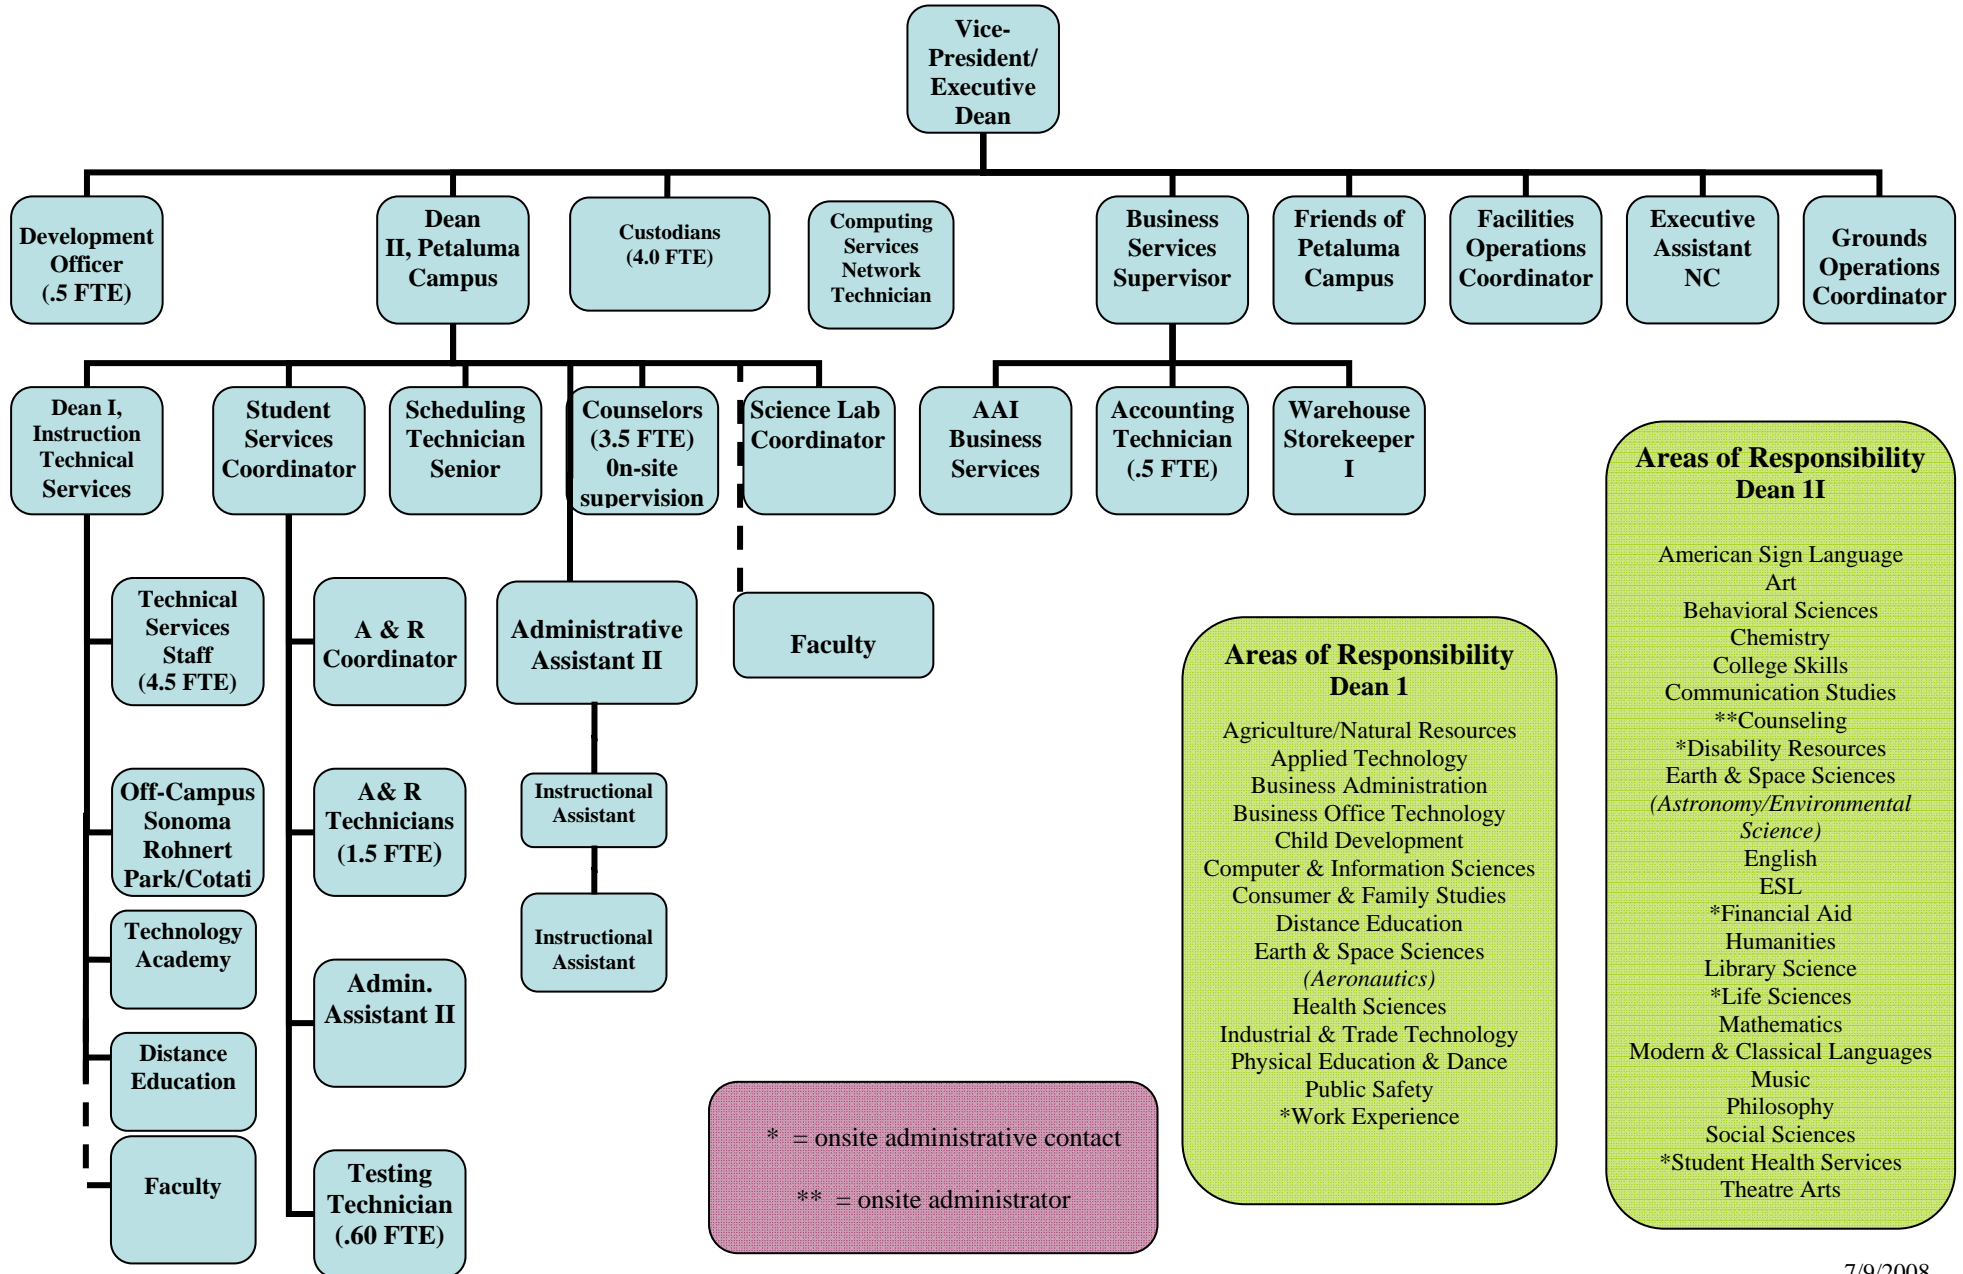 Vice-
President/
Executive
Dean
Development
Officer
(.5 FTE)
Dean
II, Petaluma
Campus
Custodians
(4.0 FTE)
Computing
Services
Network
Technician
Business
Services
Supervisor
Friends of
Petaluma
Campus
Facilities
Operations
Coordinator
Executive
Assistant
NC
Grounds
Operations
Coordinator
Dean I,
Instruction
Technical
Services
Student
Services
Coordinator
Scheduling
Technician
Senior
Counselors
(3.5 FTE)
0n-site
supervision
Science Lab
Coordinator
AAI
Business
Services
Accounting
Technician
(.5 FTE)
Warehouse
Storekeeper
I
Technical
Services
Staff
(4.5 FTE)
Off-Campus
Sonoma
Rohnert
Park/Cotati
Technology
Academy
Distance
Education
Faculty
A & R
Coordinator
A& R
Technicians
(1.5 FTE)
Admin.
Assistant II
Testing
Technician
(.60 FTE)
Administrative
Assistant II
Instructional
Assistant
Instructional
Assistant
Faculty
* = onsite administrative contact
** = onsite administrator
Areas of Responsibility
Dean 1
Agriculture/Natural Resources
Applied Technology
Business Administration
Business Office Technology
Child Development
Computer & Information Sciences
Consumer & Family Studies
Distance Education
Earth & Space Sciences
(Aeronautics)
Health Sciences
Industrial & Trade Technology
Physical Education & Dance
Public Safety
*Work Experience
Areas of Responsibility
Dean 1I
American Sign Language
Art
Behavioral Sciences
Chemistry
College Skills
Communication Studies
**Counseling
*Disability Resources
Earth & Space Sciences
(Astronomy/Environmental
Science)
English
ESL
*Financial Aid
Humanities
Library Science
*Life Sciences
Mathematics
Modern & Classical Languages
Music
Philosophy
Social Sciences
*Student Health Services
Theatre Arts
7/9/2008